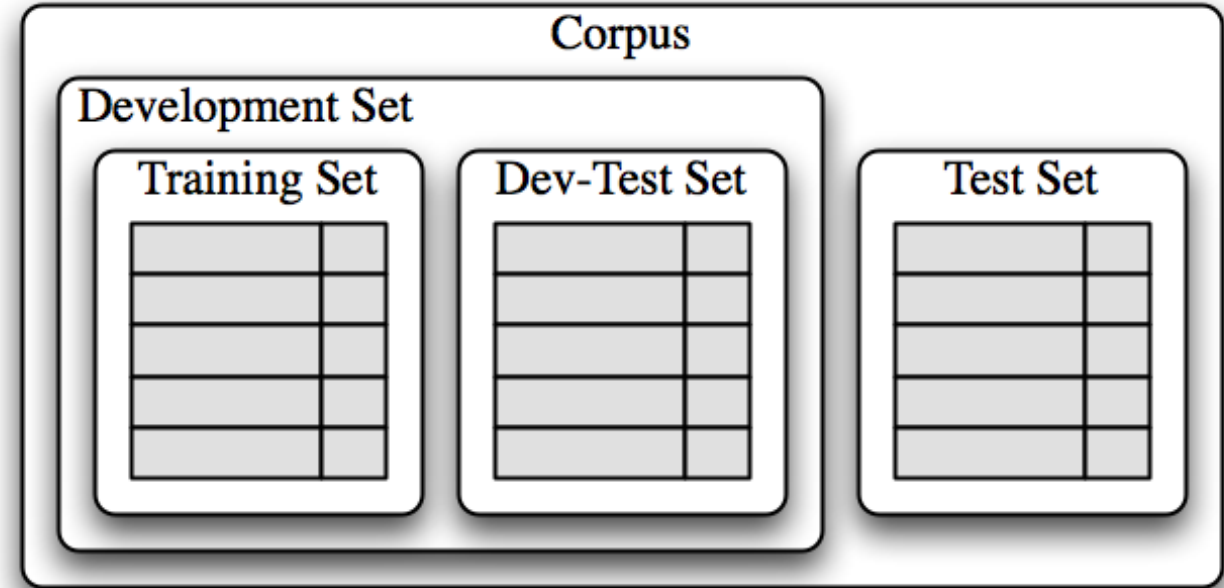 Corpus
Development Set
Training Set
Dev-Test Set
Test Set